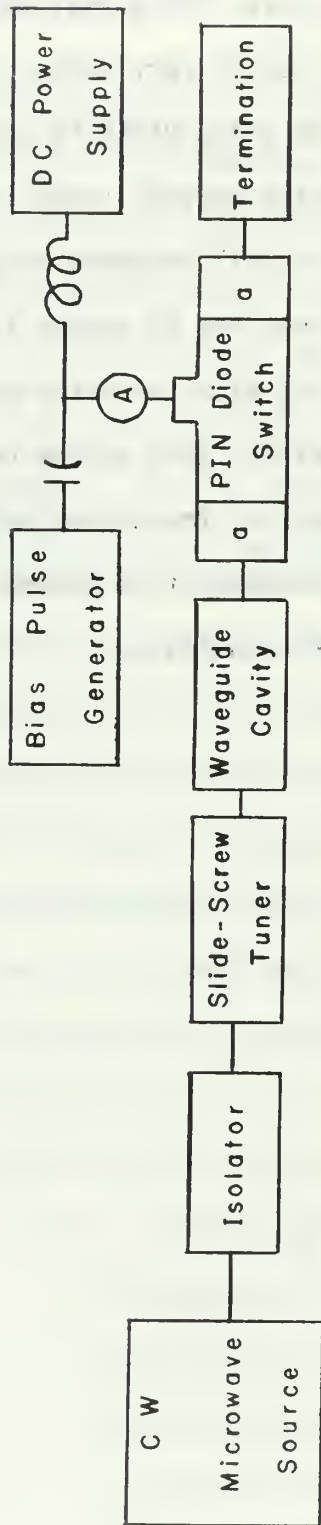 Bias Pulse
Generator
DC Power
Supply
A
C W
Microwave
Source
Isolator
Slide-Screw
Tuner
Waveguide
Cavity
a
PIN Diode
Switch
a
Termination